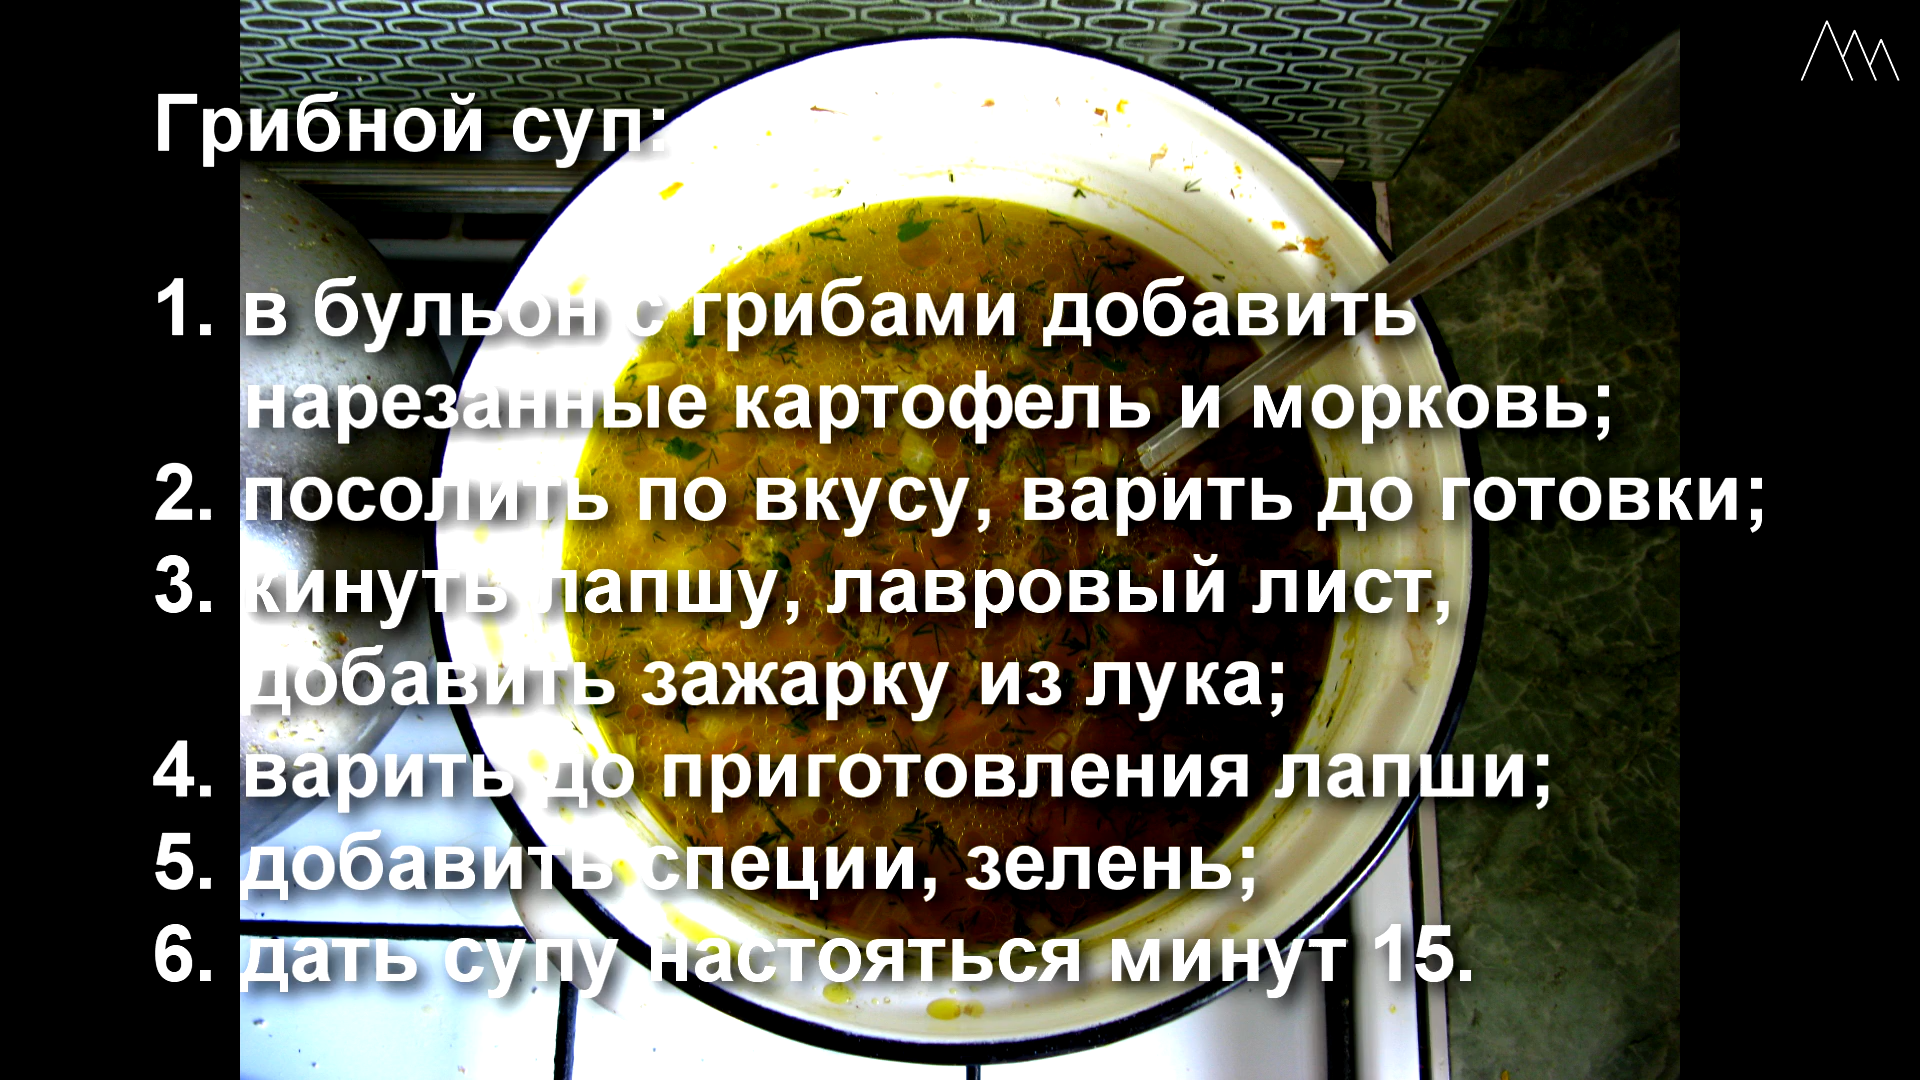 Грибной суп:
1. в бульон с грибами добавить
нарезанные картофель и морковь;
2. посолить по вкусу, варить до готовки;
3. кинуть лапшу, лавровый лист,
добавить зажарку из лука;
4. варить до приготовления лапши;
5. добавить специи, зелень;
6. дать супу настояться минут 15.